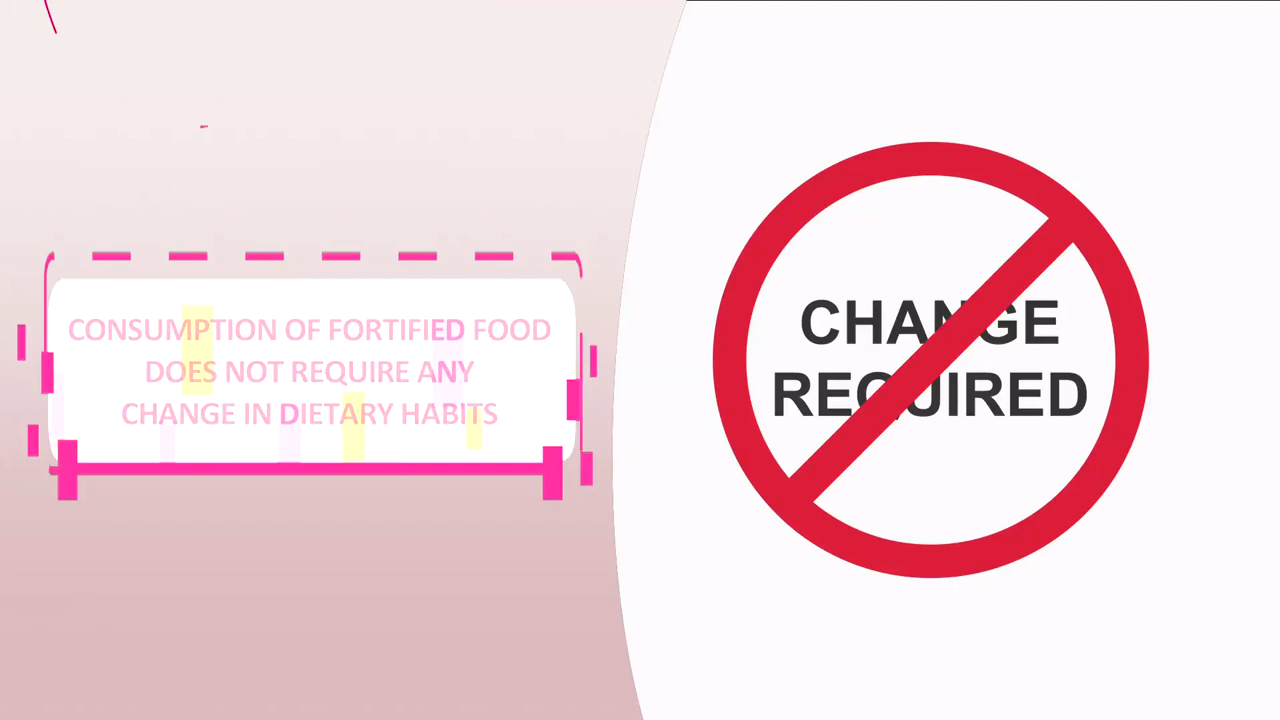 CONSUMPTION OF FORTIFIED FOOD
DOES NOT REQUIRE ANY
CHANGE IN DIETARY HABITS
CHANGE
REQUIRED